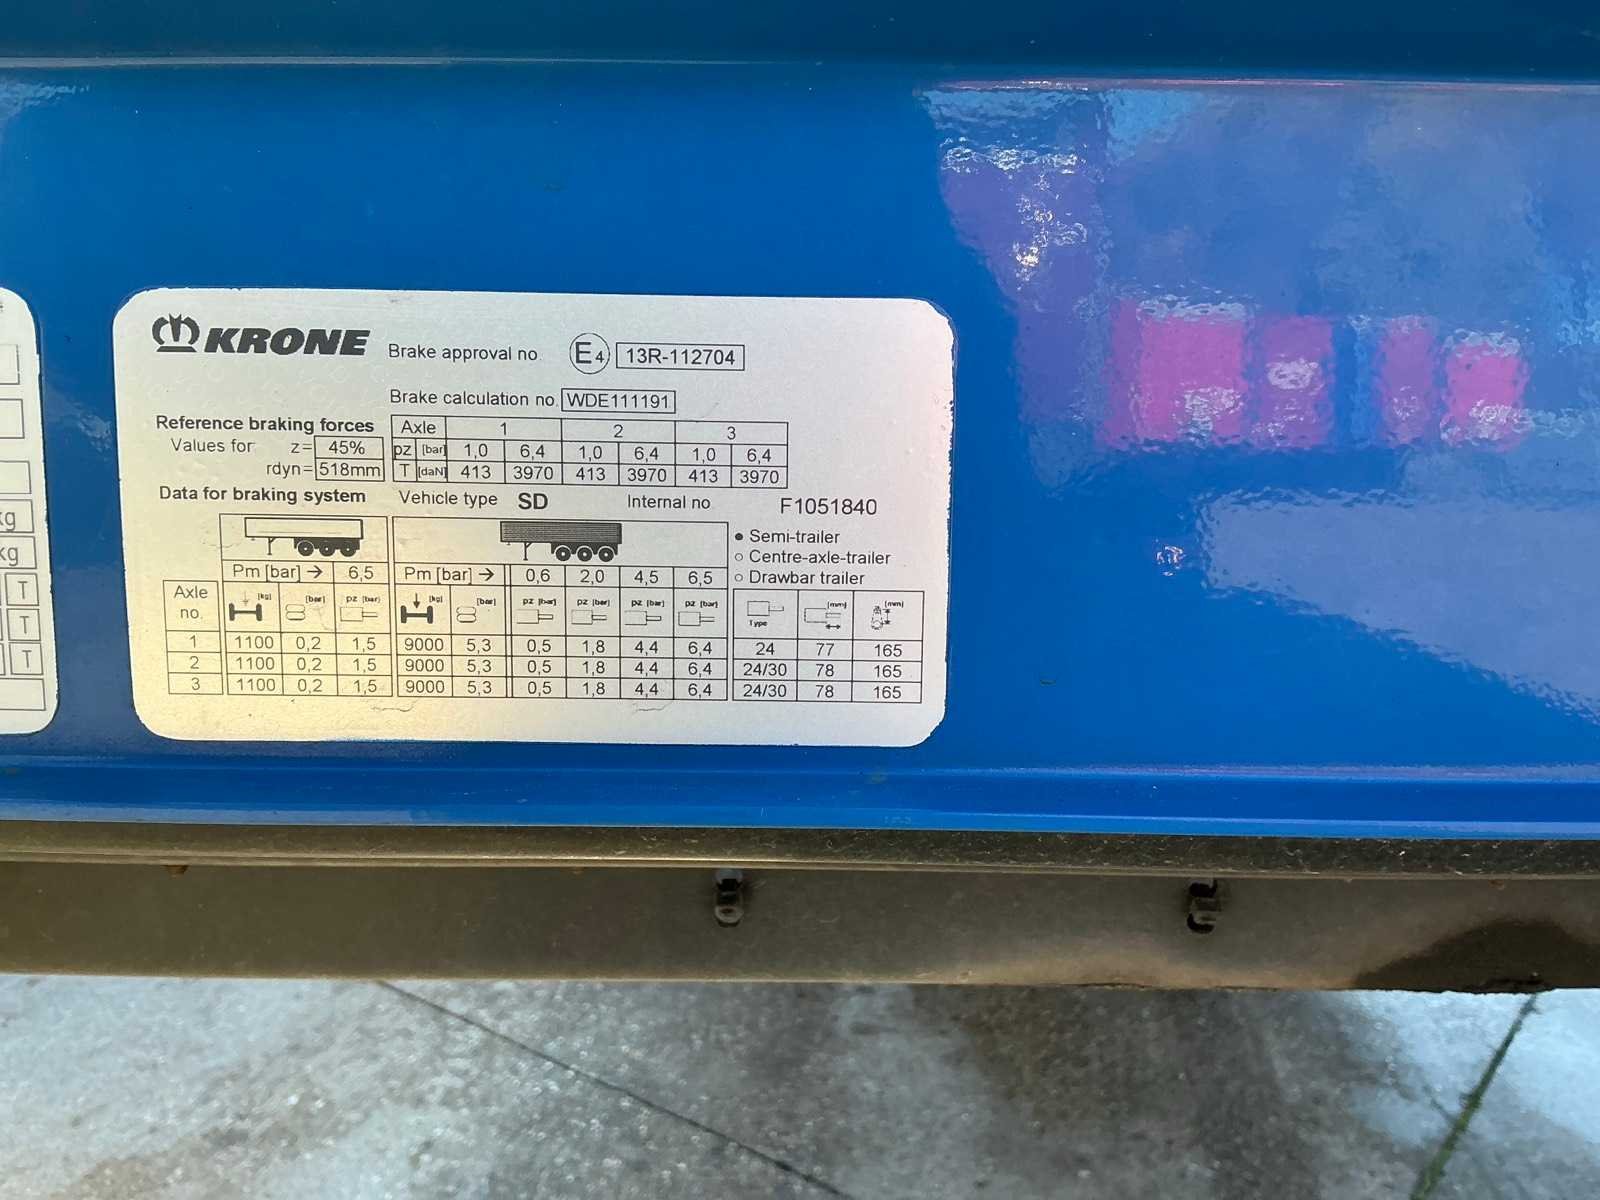 KRONE Brake approval no E4 13R-112704
Brake calculation no. WDE111191
Reference braking forces
Values for z= 45%
rdyn= 518mm
Axle 1 2 3
pz [bar] 1,0 6,4 1,0 6,4 1,0 6,4
T [daN] 413 3970 413 3970 413 3970
Data for braking system Vehicle type SD Internal no F1051840
Semi-trailer
Centre-axle-trailer
Drawbar trailer
Pm [bar] → 6,5 Pm [bar] → 0,6 2,0 4,5 6,5
Axle no. [kg] [bar] pz [bar] [kg] [bar] pz [bar] pz [bar] pz [bar] pz [bar] Type [mm] [mm]
1 1100 0,2 1,5 9000 5,3 0,5 1,8 4,4 6,4 24 77 165
2 1100 0,2 1,5 9000 5,3 0,5 1,8 4,4 6,4 24/30 78 165
3 1100 0,2 1,5 9000 5,3 0,5 1,8 4,4 6,4 24/30 78 165
kg
kg
T
T
T